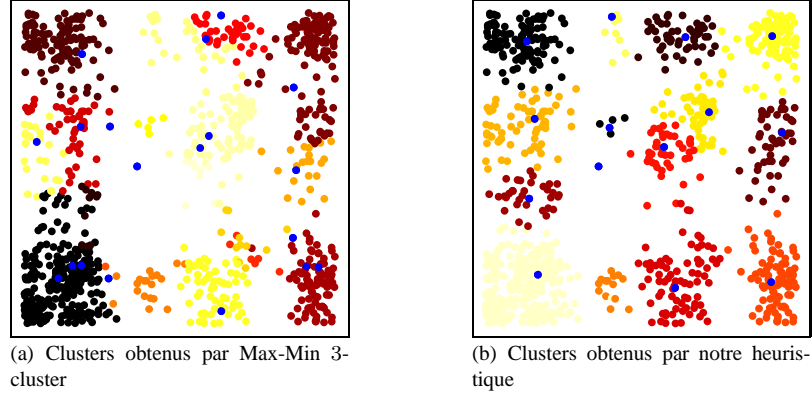 (a) Clusters obtenus par Max-Min 3-
cluster
(b) Clusters obtenus par notre heuris-
tique